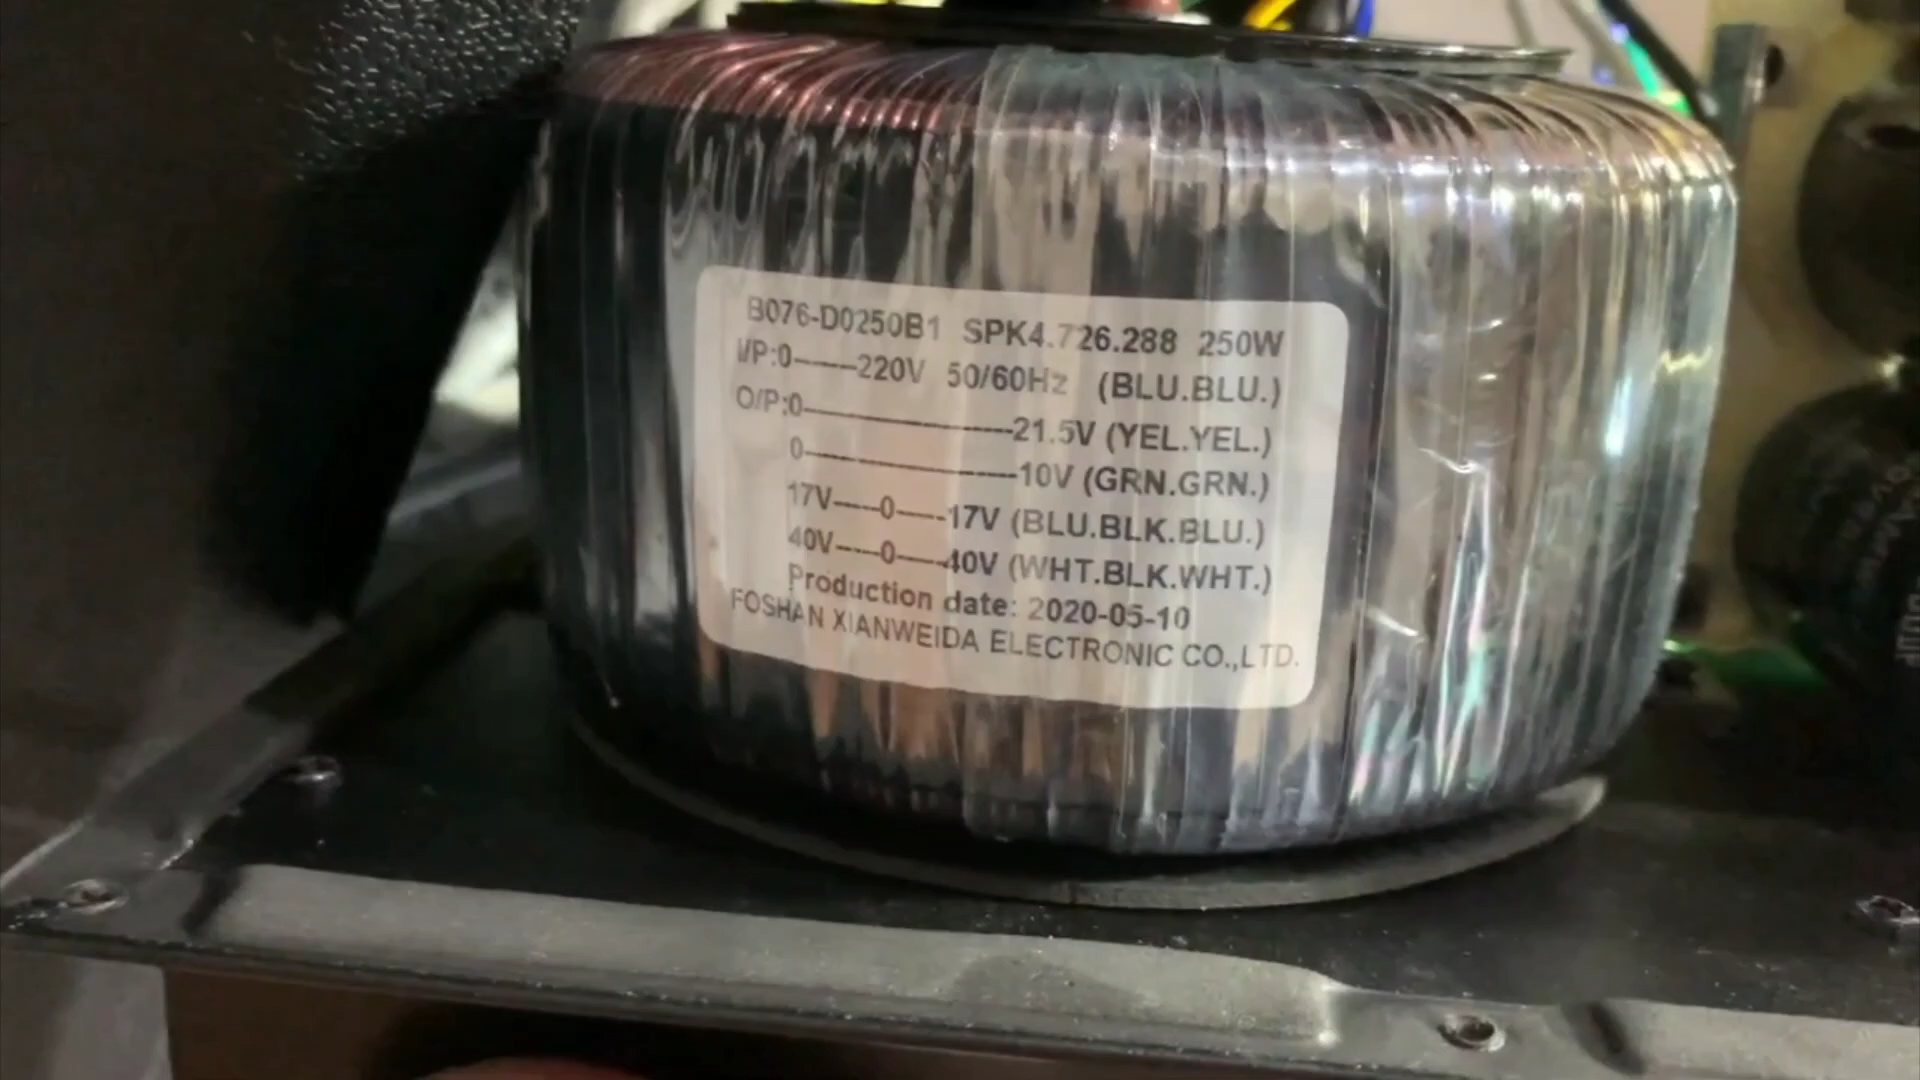 B076-D0250B1 SPK4.726.288 250W
I/P:0-----220V 50/60Hz (BLU.BLU.)
O/P:0--------------------21.5V (YEL.YEL.)
0--------------------10V (GRN.GRN.)
17V----0----17V (BLU.BLK.BLU.)
40V----0----40V (WHT.BLK.WHT.)
Production date: 2020-05-10
FOSHAN XIANWEIDA ELECTRONIC CO.,LTD.